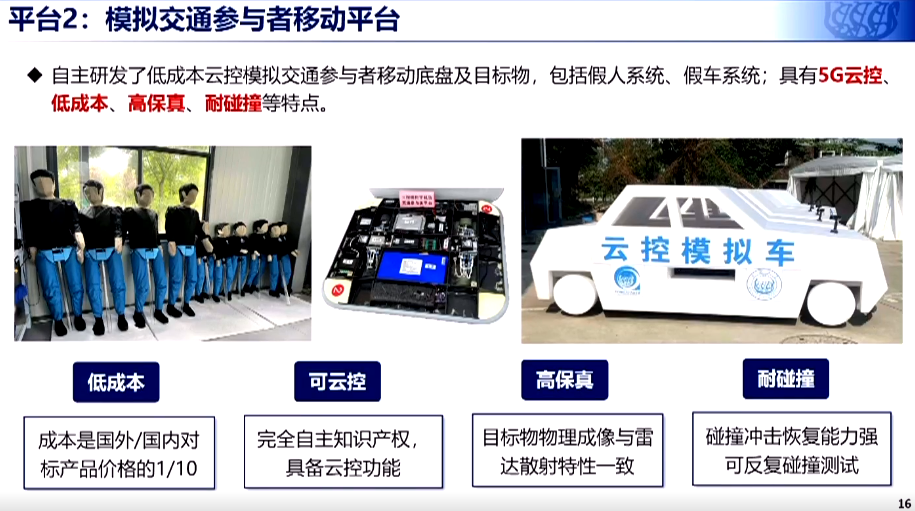 平台2：模拟交通参与者移动平台
◆ 自主研发了低成本云控模拟交通参与者移动底盘及目标物，包括假人系统、假车系统；具有5G云控、
低成本、高保真、耐碰撞等特点。
云控模拟车
低成本
可云控
高保真
耐碰撞
成本是国外/国内对
标产品价格的1/10
完全自主知识产权，
具备云控功能
目标物物理成像与雷
达散射特性一致
碰撞冲击恢复能力强
可反复碰撞测试
16